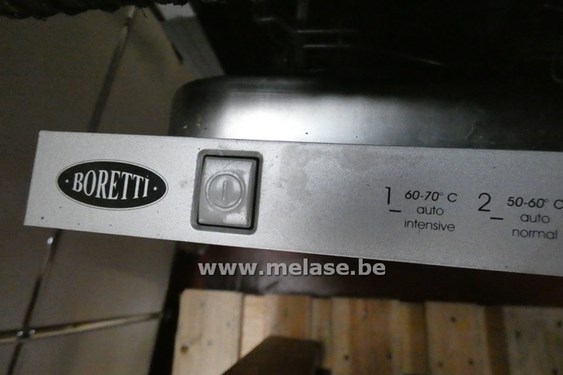 BORETTI
1 60-70° C
auto
intensive
2 50-60° C
auto
normal
www.melase.be